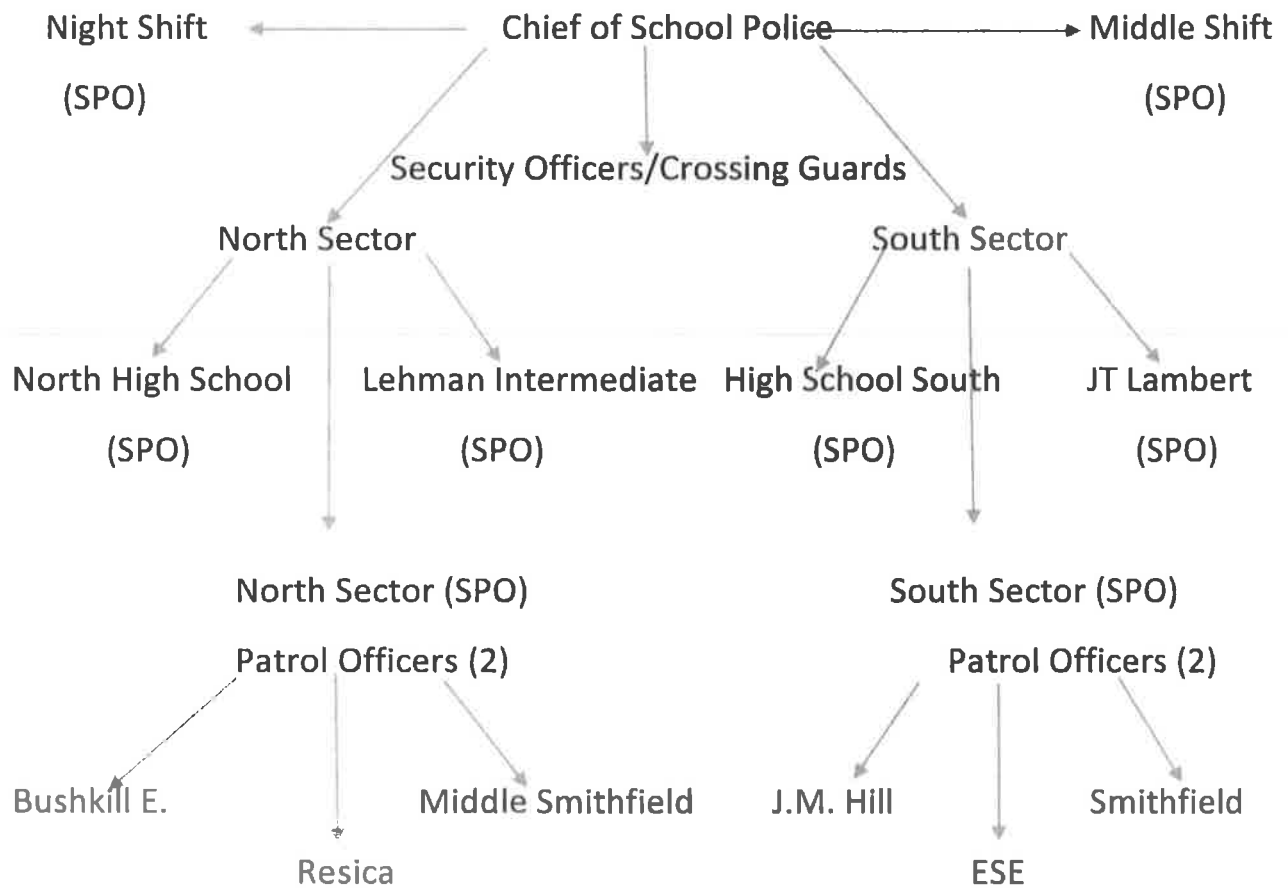 Night Shift Chief of School Police Middle Shift
(SPO) (SPO)
Security Officers/Crossing Guards
North Sector South Sector
North High School Lehman Intermediate High School South JT Lambert
(SPO) (SPO) (SPO) (SPO)
North Sector (SPO) South Sector (SPO)
Patrol Officers (2) Patrol Officers (2)
Bushkill E. Middle Smithfield J.M. Hill Smithfield
Resica ESE